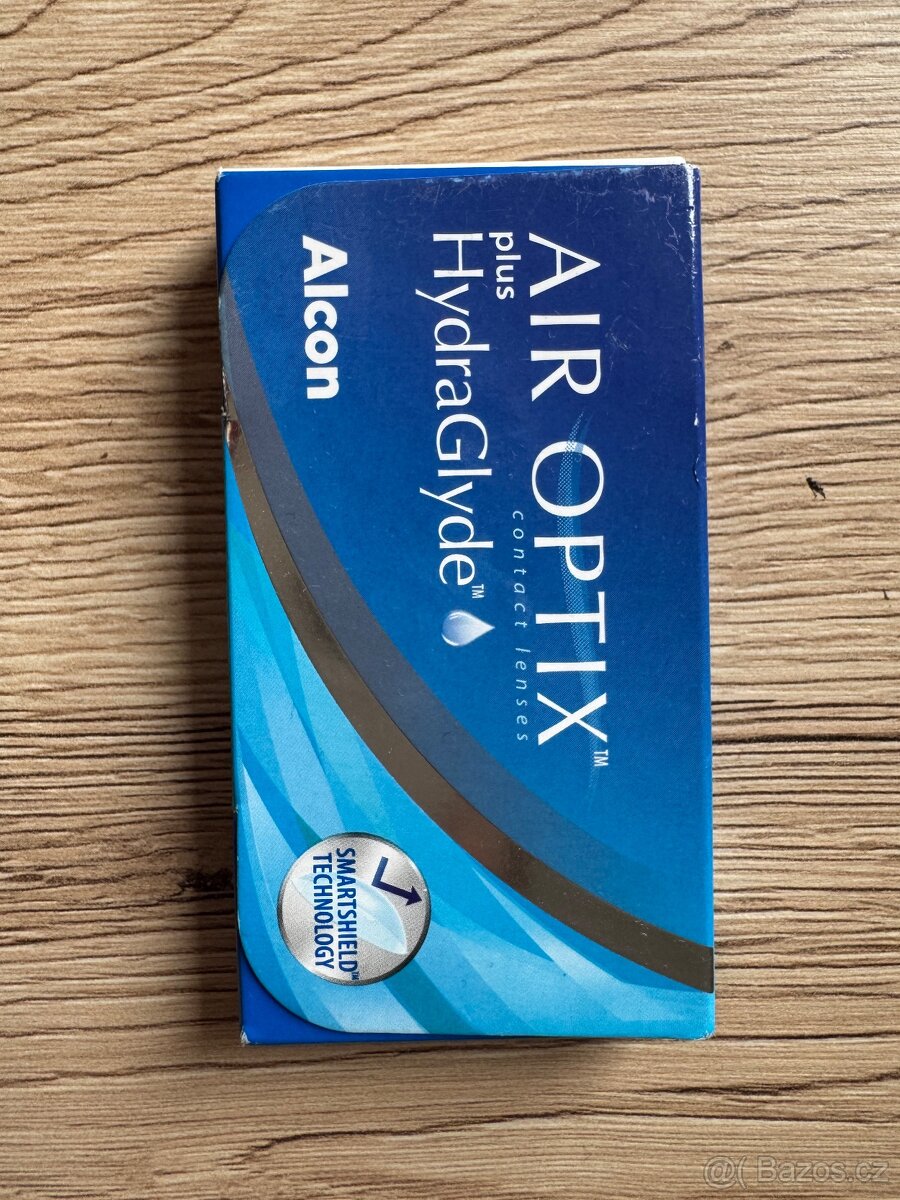 AIR OPTIX™
contact lenses
plus
HydraGlyde™
Alcon
SMARTSHIELD™
TECHNOLOGY
@( Bazos.cz